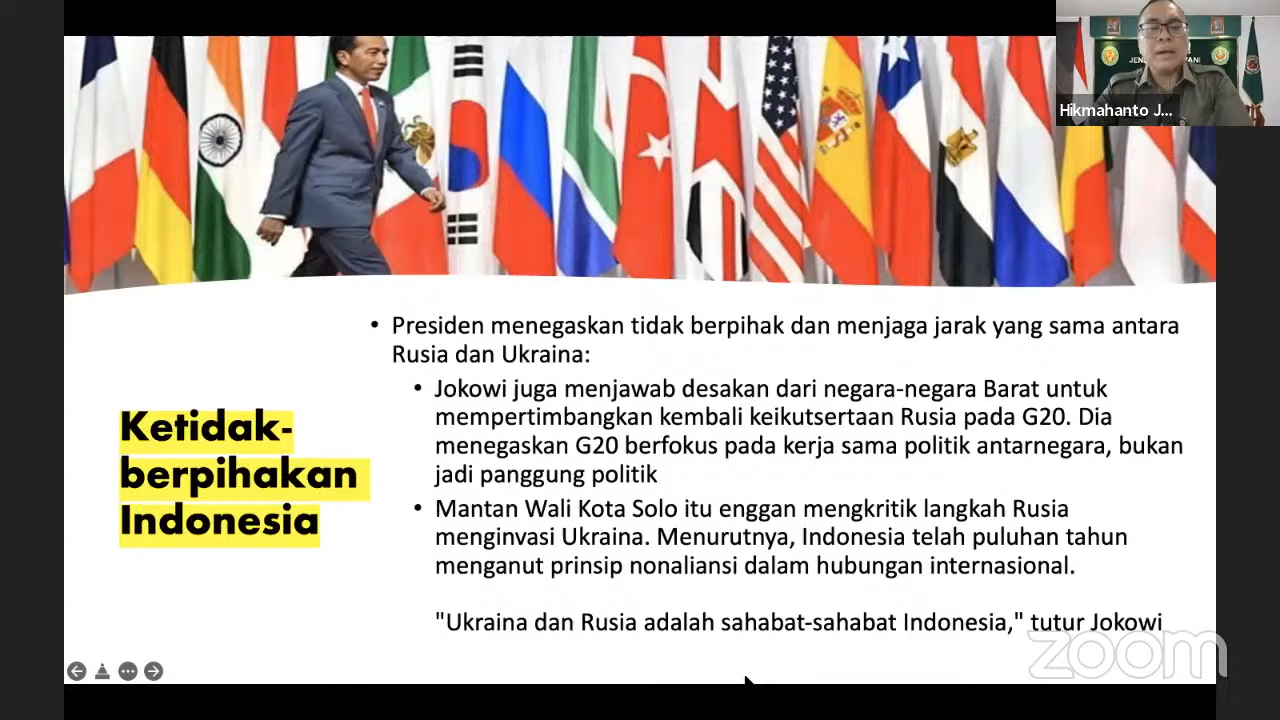 Hikmahanto J...
Ketidak-
berpihakan
Indonesia
• Presiden menegaskan tidak berpihak dan menjaga jarak yang sama antara
Rusia dan Ukraina:
• Jokowi juga menjawab desakan dari negara-negara Barat untuk
mempertimbangkan kembali keikutsertaan Rusia pada G20. Dia
menegaskan G20 berfokus pada kerja sama politik antarnegara, bukan
jadi panggung politik
• Mantan Wali Kota Solo itu enggan mengkritik langkah Rusia
menginvasi Ukraina. Menurutnya, Indonesia telah puluhan tahun
menganut prinsip nonaliansi dalam hubungan internasional.
"Ukraina dan Rusia adalah sahabat-sahabat Indonesia," tutur Jokowi
zoom